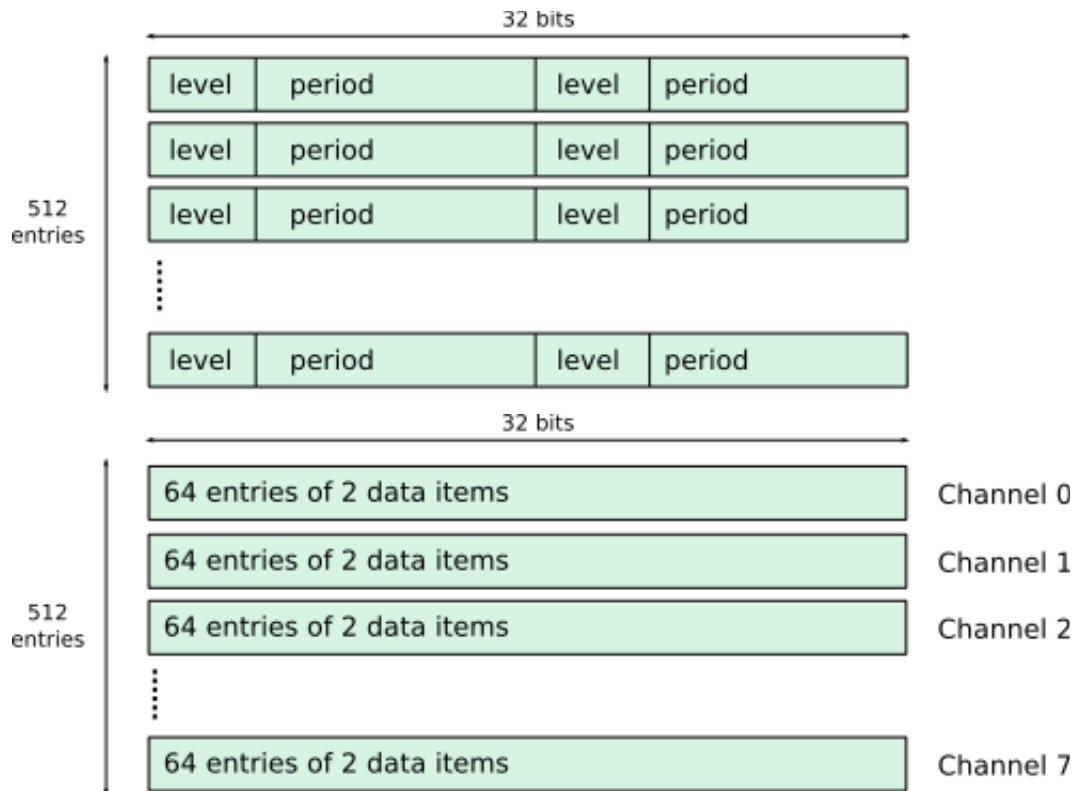 32 bits
level period level period
level period level period
512
entries
level period level period
level period level period
32 bits
64 entries of 2 data items Channel 0
64 entries of 2 data items Channel 1
512
entries
64 entries of 2 data items Channel 2
64 entries of 2 data items Channel 7